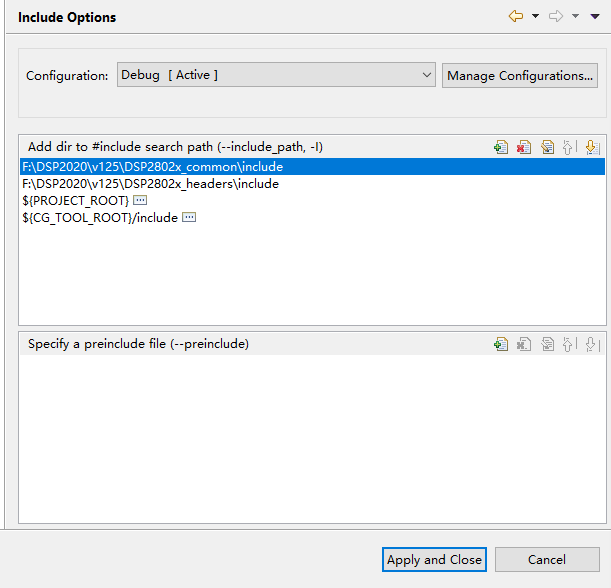 Include Options
Configuration: Debug [ Active ] Manage Configurations...
Add dir to #include search path (--include_path, -I)
F:\DSP2020\v125\DSP2802x_common\include
F:\DSP2020\v125\DSP2802x_headers\include
${PROJECT_ROOT}
${CG_TOOL_ROOT}/include
Specify a preinclude file (--preinclude)
Apply and Close Cancel